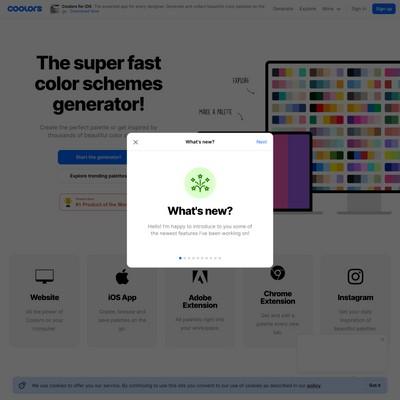 coolors
Coolors for iOS The essential app for every designer. Generate and collect beautiful color palettes on the
go. Download Now
Generate
Explore
More
Sign in
Sign up
The super fast
color schemes
generator!
Create the perfect palette or get inspired by
thousands of beautiful color
Start the generator!
Explore trending palettes
#1 Product of the
EXPLORE
MAKE A PALETTE
What's new?
Next
What's new?
Hello! I'm happy to introduce to you some of
the newest features I've been working on!
Website
All the power of
Coolors on your
computer.
iOS App
Create, browse and
save palettes on the
go.
Adobe
Extension
All palettes right into
your workspace.
Chrome
Extension
Get and edit a
palette every new
tab.
Instagram
Get your daily
inspiration of
beautiful palettes.
We use cookies to offer you our service. By continuing to use this site you consent to our use of cookies as described in our policy.
Got it